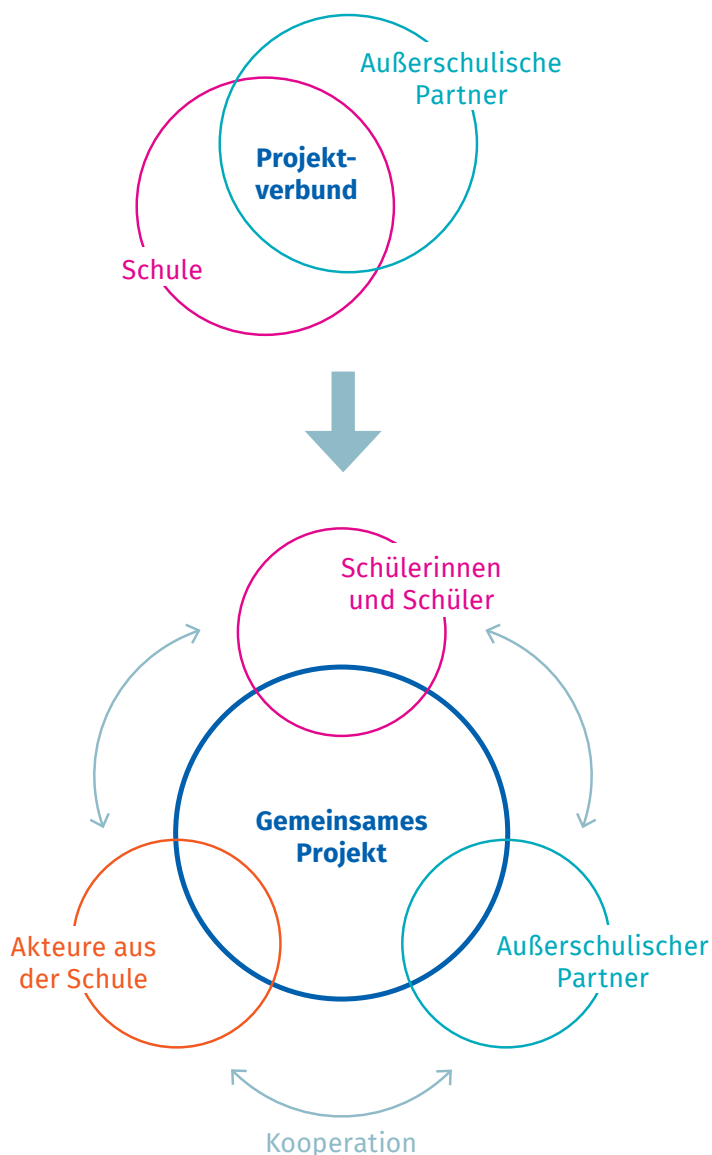 Außerschulische
Partner
Projekt-
verbund
Schule
Schülerinnen
und Schüler
Gemeinsames
Projekt
Akteure aus
der Schule
Außerschulischer
Partner
Kooperation